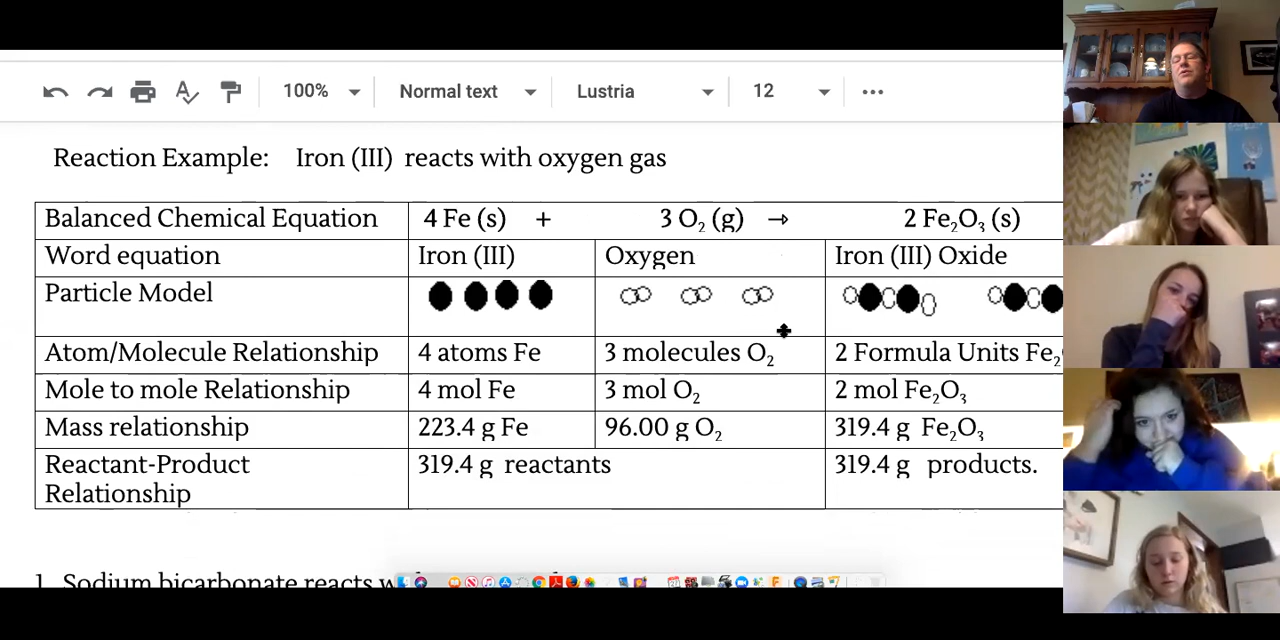 100% Normal text Lustria 12
Reaction Example: Iron (III) reacts with oxygen gas
Balanced Chemical Equation 4 Fe (s) + 3 O₂ (g) → 2 Fe₂O₃ (s)
Word equation Iron (III) Oxygen Iron (III) Oxide
Particle Model
Atom/Molecule Relationship 4 atoms Fe 3 molecules O₂ 2 Formula Units Fe₂
Mole to mole Relationship 4 mol Fe 3 mol O₂ 2 mol Fe₂O₃
Mass relationship 223.4 g Fe 96.00 g O₂ 319.4 g Fe₂O₃
Reactant-Product 319.4 g reactants 319.4 g products.
Relationship
1. Sodium bicarbonate reacts